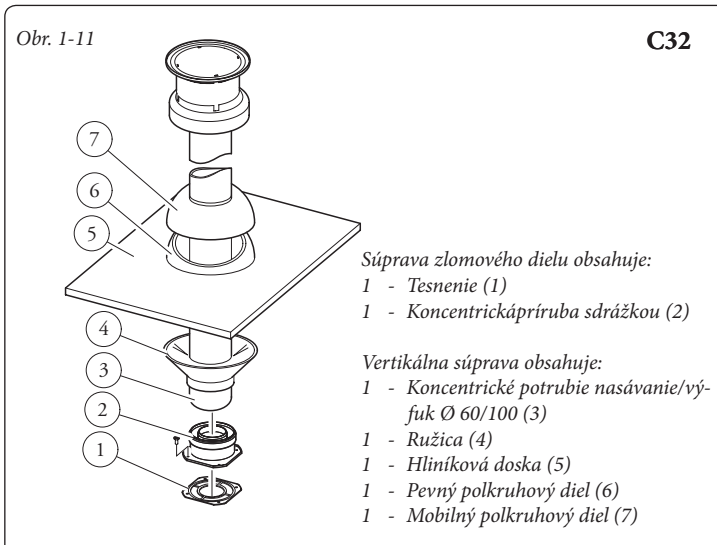 Obr. 1-11
C32
7
6
5
4
3
2
1
Súprava zlomového dielu obsahuje:
1 - Tesnenie (1)
1 - Koncentrickápríruba sdrážkou (2)
Vertikálna súprava obsahuje:
1 - Koncentrické potrubie nasávanie/vý-
fuk Ø 60/100 (3)
1 - Ružica (4)
1 - Hliníková doska (5)
1 - Pevný polkruhový diel (6)
1 - Mobilný polkruhový diel (7)